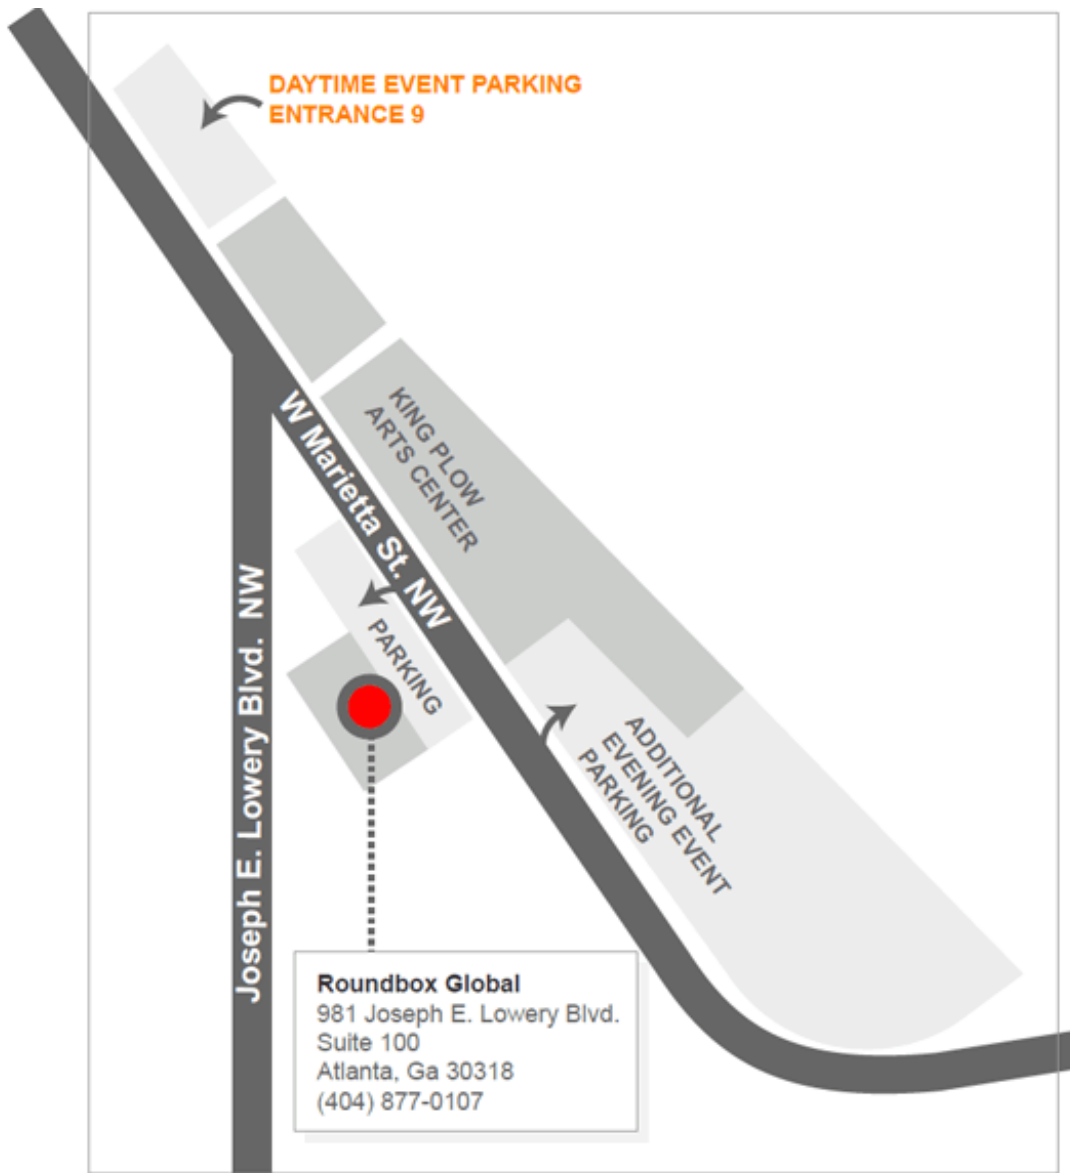 DAYTIME EVENT PARKING
ENTRANCE 9
KING PLOW
ARTS CENTER
W Marietta St. NW
PARKING
Joseph E. Lowery Blvd.  NW
ADDITIONAL
EVENING EVENT
PARKING
Roundbox Global
981 Joseph E. Lowery Blvd.
Suite 100
Atlanta, Ga 30318
(404) 877-0107